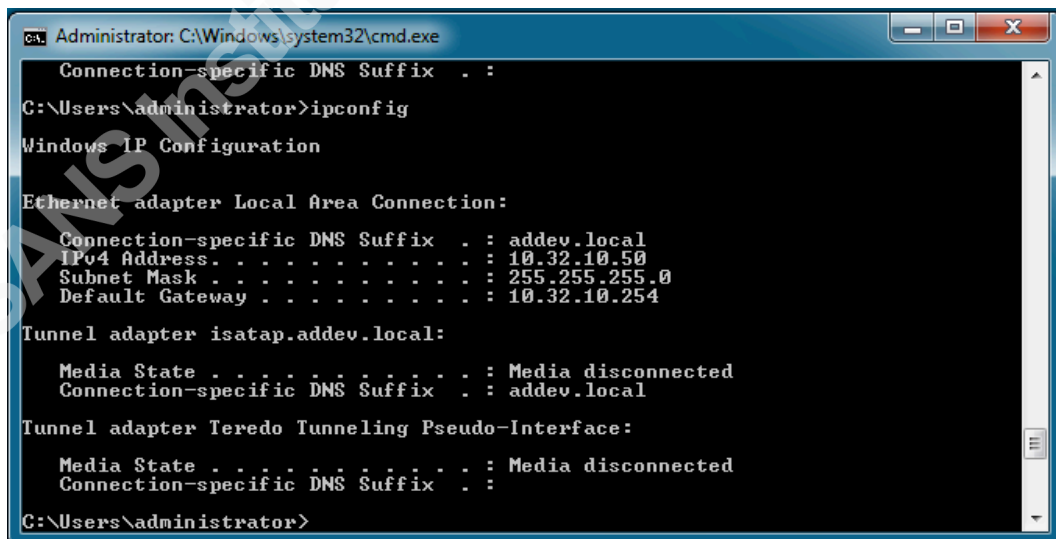 Administrator: C:\Windows\system32\cmd.exe
Connection-specific DNS Suffix  . :
C:\Users\administrator>ipconfig
Windows IP Configuration
Ethernet adapter Local Area Connection:
Connection-specific DNS Suffix  . : addev.local
IPv4 Address. . . . . . . . . . . : 10.32.10.50
Subnet Mask . . . . . . . . . . . : 255.255.255.0
Default Gateway . . . . . . . . . : 10.32.10.254
Tunnel adapter isatap.addev.local:
Media State . . . . . . . . . . . : Media disconnected
Connection-specific DNS Suffix  . : addev.local
Tunnel adapter Teredo Tunneling Pseudo-Interface:
Media State . . . . . . . . . . . : Media disconnected
Connection-specific DNS Suffix  . :
C:\Users\administrator>
SANS